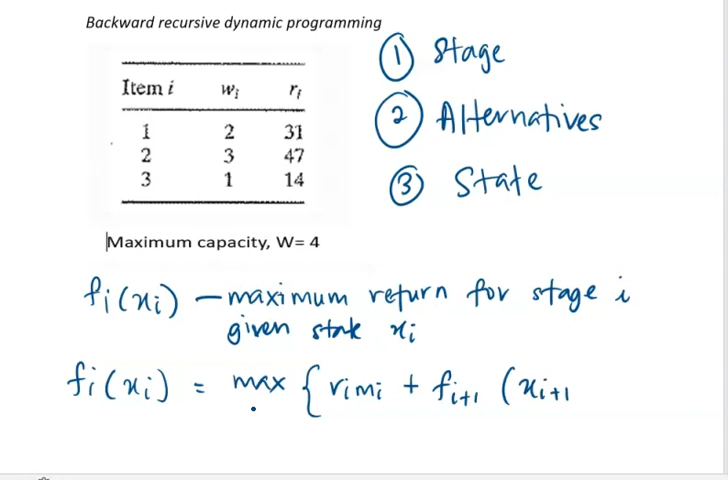 Backward recursive dynamic programming
① Stage
Item i wᵢ rᵢ
② Alternatives
1 2 31
2 3 47
3 1 14
③ State
Maximum capacity, W= 4
fᵢ(xᵢ) — maximum return for stage i
given state xᵢ
fᵢ(xᵢ) = max { rᵢmᵢ + fᵢ₊₁ (xᵢ₊₁